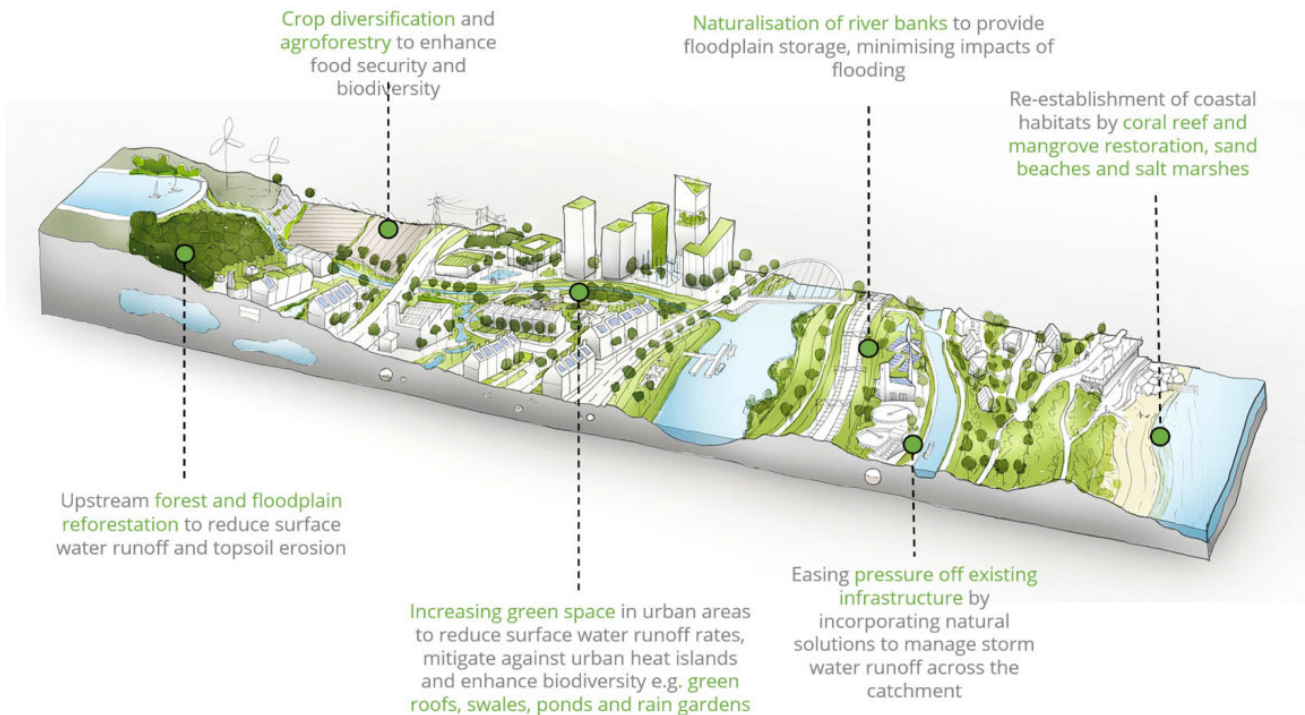 Crop diversification and
agroforestry to enhance
food security and
biodiversity
Naturalisation of river banks to provide
floodplain storage, minimising impacts of
flooding
Re-establishment of coastal
habitats by coral reef and
mangrove restoration, sand
beaches and salt marshes
Upstream forest and floodplain
reforestation to reduce surface
water runoff and topsoil erosion
Increasing green space in urban areas
to reduce surface water runoff rates,
mitigate against urban heat islands
and enhance biodiversity e.g. green
roofs, swales, ponds and rain gardens
Easing pressure off existing
infrastructure by
incorporating natural
solutions to manage storm
water runoff across the
catchment